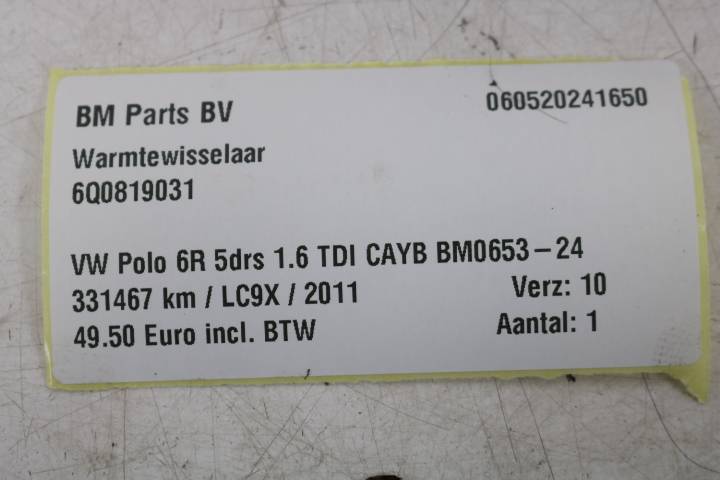 BM Parts BV 060520241650
Warmtewisselaar
6Q0819031
VW Polo 6R 5drs 1.6 TDI CAYB BM0653-24
331467 km / LC9X / 2011 Verz: 10
49.50 Euro incl. BTW Aantal: 1